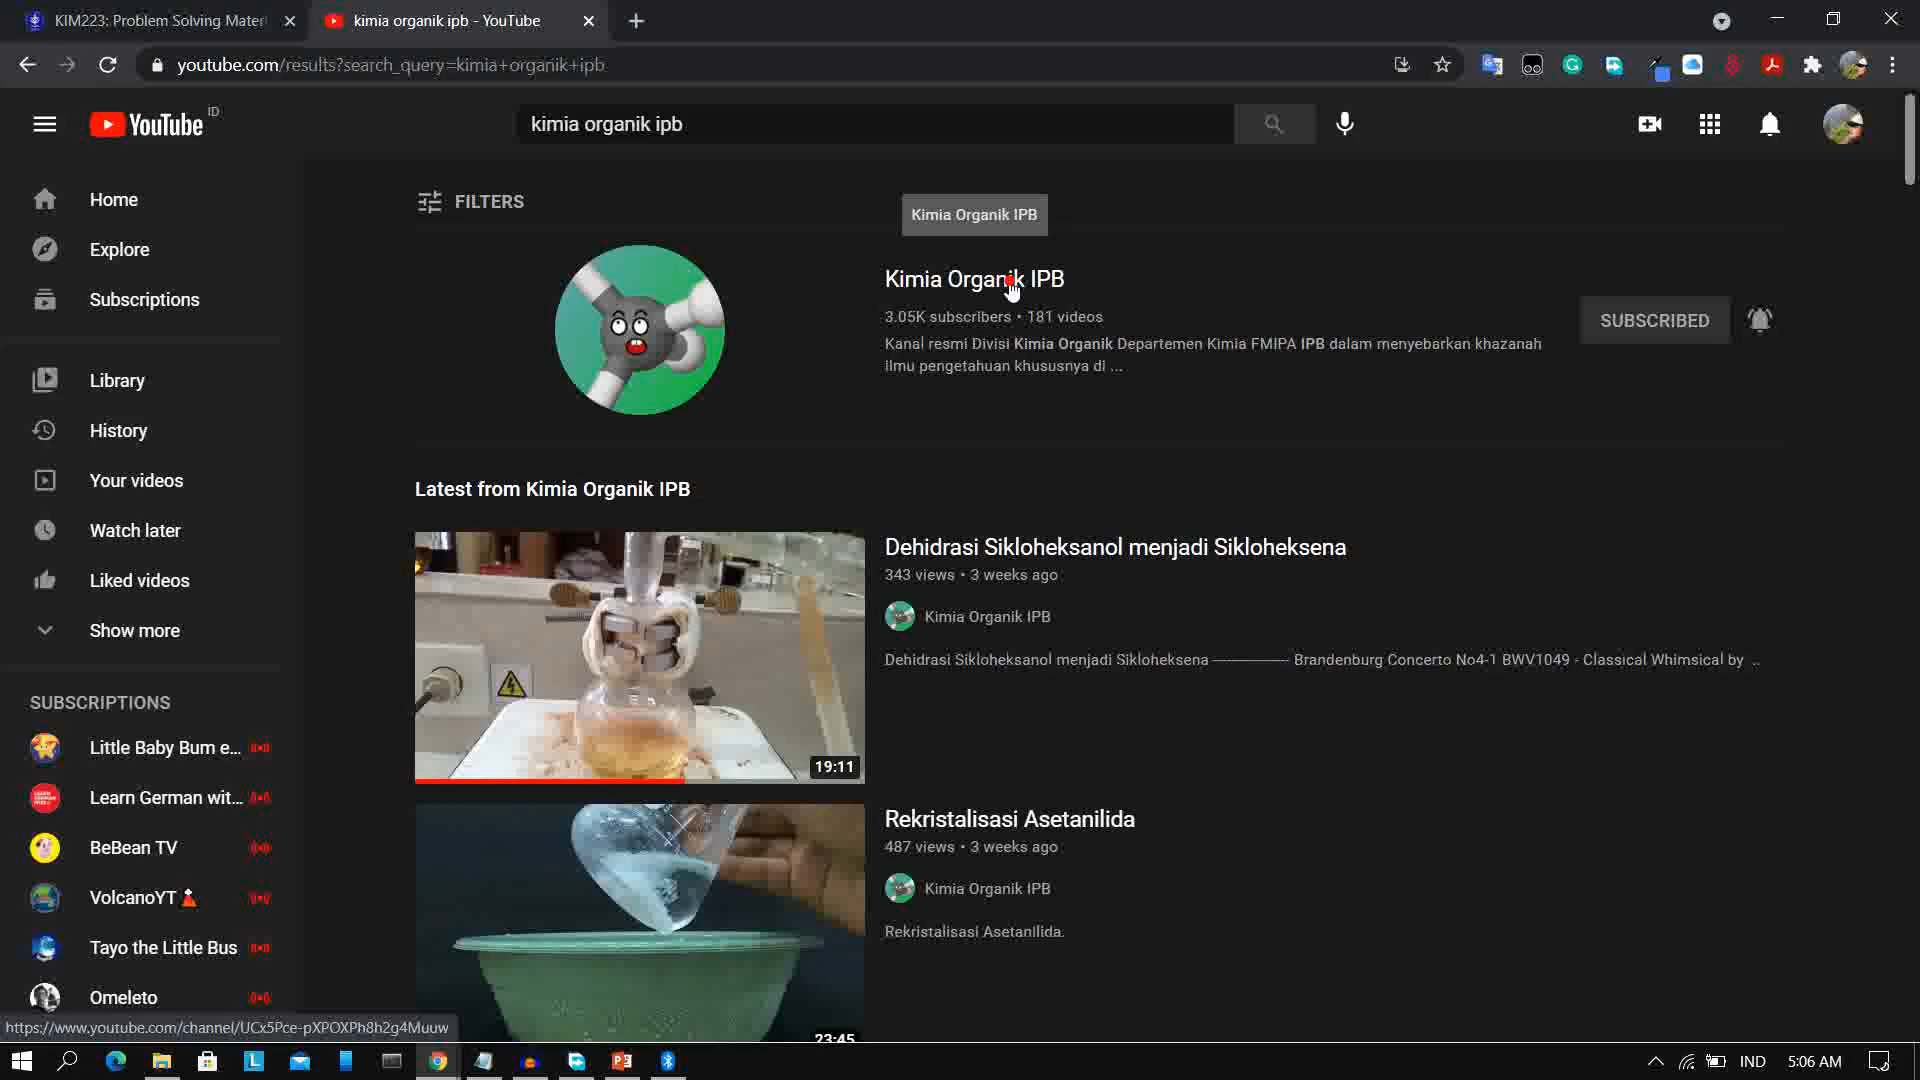 KIM223: Problem Solving Mater
kimia organik ipb - YouTube
youtube.com/results?search_query=kimia+organik+ipb
YouTube ID
kimia organik ipb
Home
Explore
Subscriptions
Library
History
Your videos
Watch later
Liked videos
Show more
SUBSCRIPTIONS
Little Baby Bum e...
Learn German wit...
BeBean TV
VolcanoYT
Tayo the Little Bus
Omeleto
FILTERS
Kimia Organik IPB
Kimia Organik IPB
3.05K subscribers • 181 videos
Kanal resmi Divisi Kimia Organik Departemen Kimia FMIPA IPB dalam menyebarkan khazanah
ilmu pengetahuan khususnya di ...
SUBSCRIBED
Latest from Kimia Organik IPB
19:11
Dehidrasi Sikloheksanol menjadi Sikloheksena
343 views • 3 weeks ago
Kimia Organik IPB
Dehidrasi Sikloheksanol menjadi Sikloheksena —————— Brandenburg Concerto No4-1 BWV1049 - Classical Whimsical by ...
23:45
Rekristalisasi Asetanilida
487 views • 3 weeks ago
Kimia Organik IPB
Rekristalisasi Asetanilida.
https://www.youtube.com/channel/UCx5Pce-pXPOXPh8h2g4Muuw
IND
5:06 AM